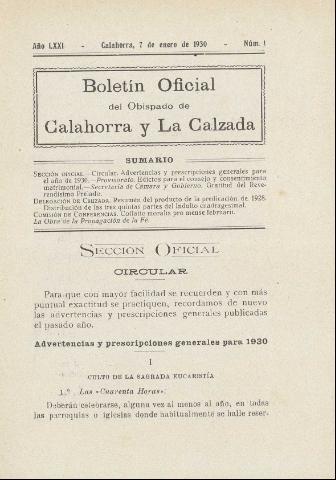 Año LXXI - Calahorra, 7 de enero de 1930 - Núm. 1
Boletín Oficial
del Obispado de
Calahorra y La Calzada
SUMARIO
SECCIÓN OFICIAL.—Circular. Advertencias y prescripciones generales para
el año de 1930.—Provisorato. Edictos para el consejo y consentimiento
matrimonial.—Secretaría de Cámara y Gobierno. Gratitud del Reve-
rendísimo Prelado.
DELEGACIÓN DE CRUZADA. Resumen del producto de la predicación de 1928.
Distribución de las tres quintas partes del indulto cuadragesimal.
COMISIÓN DE CONFERENCIAS. Collatio moralis pro mense februarii.
La Obra de la Propagación de la Fe.
SECCIÓN OFICIAL
CIRCULAR
Para que con mayor facilidad se recuerden y con más
puntual exactitud se practiquen, recordamos de nuevo
las advertencias y prescripciones generales publicadas
el pasado año.
Advertencias y prescripciones generales para 1930
I
CULTO DE LA SAGRADA EUCARISTÍA
1.º Las «Cuarenta Horas».
Deberán celebrarse, alguna vez al menos al año, en todas
las parroquias o iglesias donde habitualmente se halle reser-